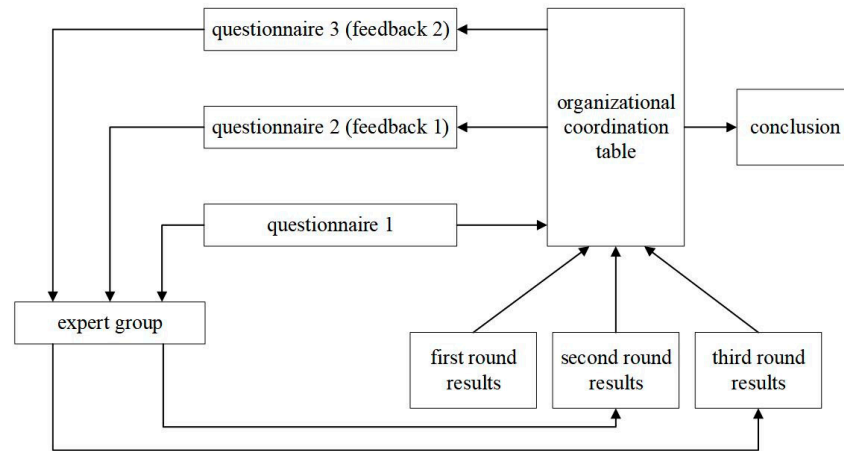 questionnaire 3 (feedback 2)
questionnaire 2 (feedback 1)
questionnaire 1
organizational
coordination
table
conclusion
expert group
first round
results
second round
results
third round
results